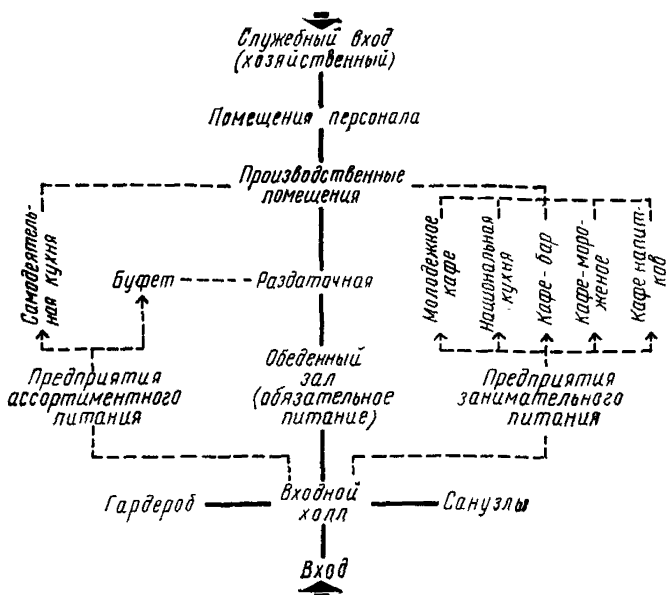 Служебный вход
(хозяйственный)
Помещения персонала
Производственные
помещения
Самодеятель-
ная кухня
Буфет
Раздаточная
Молодежное
кафе
Национальная
кухня
Кафе-бар
Кафе-моро-
женое
Кафе напит-
ков
Предприятия
ассортиментного
питания
Обеденный
зал
(обязательное
питание)
Предприятия
занимательного
питания
Гардероб
Входной
холл
Санузлы
Вход